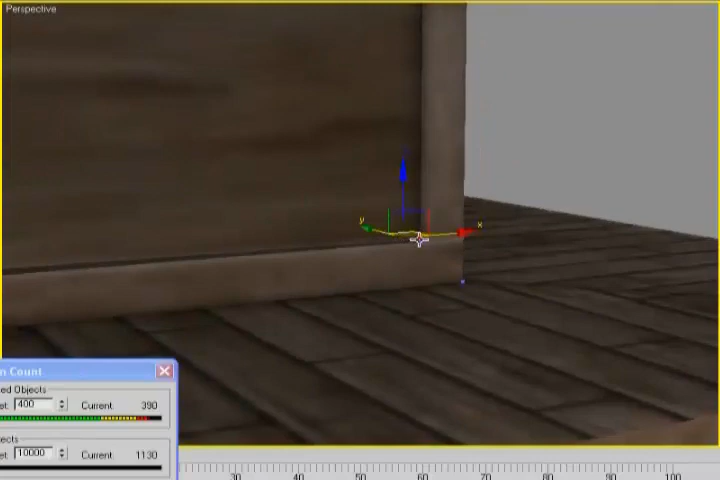 Perspective
y
x
n Count
ed Objects
et: 400 Current: 390
ects
et: 10000 Current: 1130
30 40 50 60 70 80 90 100